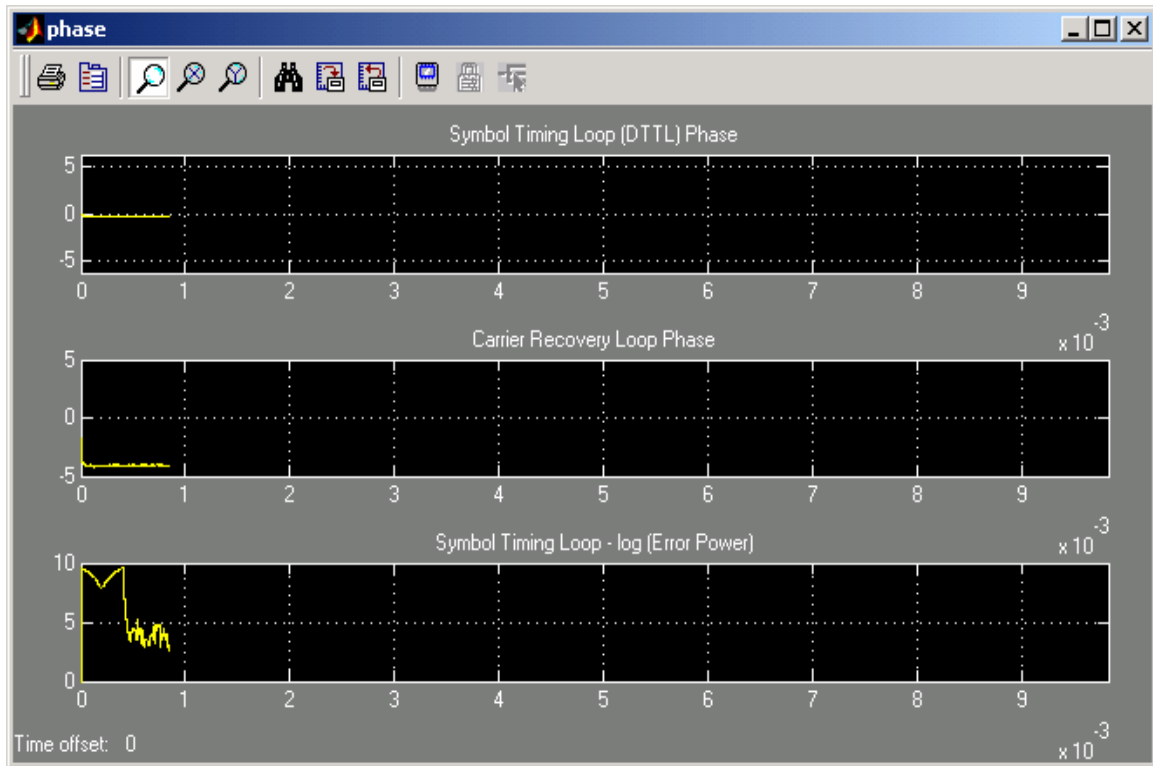 phase
Symbol Timing Loop (DTTL) Phase
5
0
-5
0 1 2 3 4 5 6 7 8 9
x 10^-3
Carrier Recovery Loop Phase
5
0
-5
0 1 2 3 4 5 6 7 8 9
x 10^-3
Symbol Timing Loop - log (Error Power)
10
5
0
0 1 2 3 4 5 6 7 8 9
x 10^-3
Time offset: 0